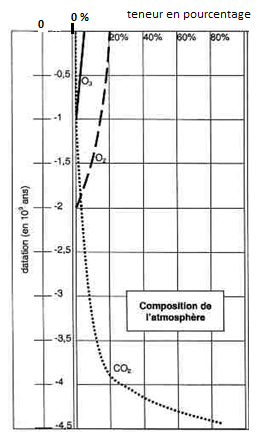 0 0 % teneur en pourcentage
20% 40% 60% 80%
-0,5
O₃
-1
-1,5
O₂
-2
-2,5
datation (en 10⁹ ans)
-3
Composition de
l'atmosphère
-3,5
CO₂
-4
-4,5